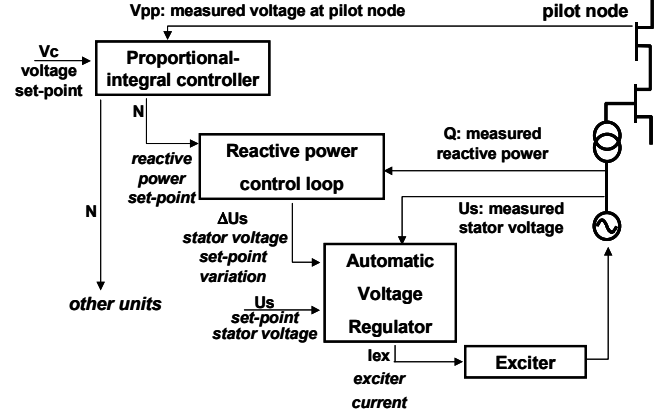 Vpp: measured voltage at pilot node
pilot node
Vc
voltage
set-point
Proportional-
integral controller
N
reactive
power
set-point
Reactive power
control loop
Q: measured
reactive power
N
ΔUs
stator voltage
set-point
variation
Us: measured
stator voltage
Automatic
Voltage
Regulator
other units
Us
set-point
stator voltage
Iex
exciter
current
Exciter